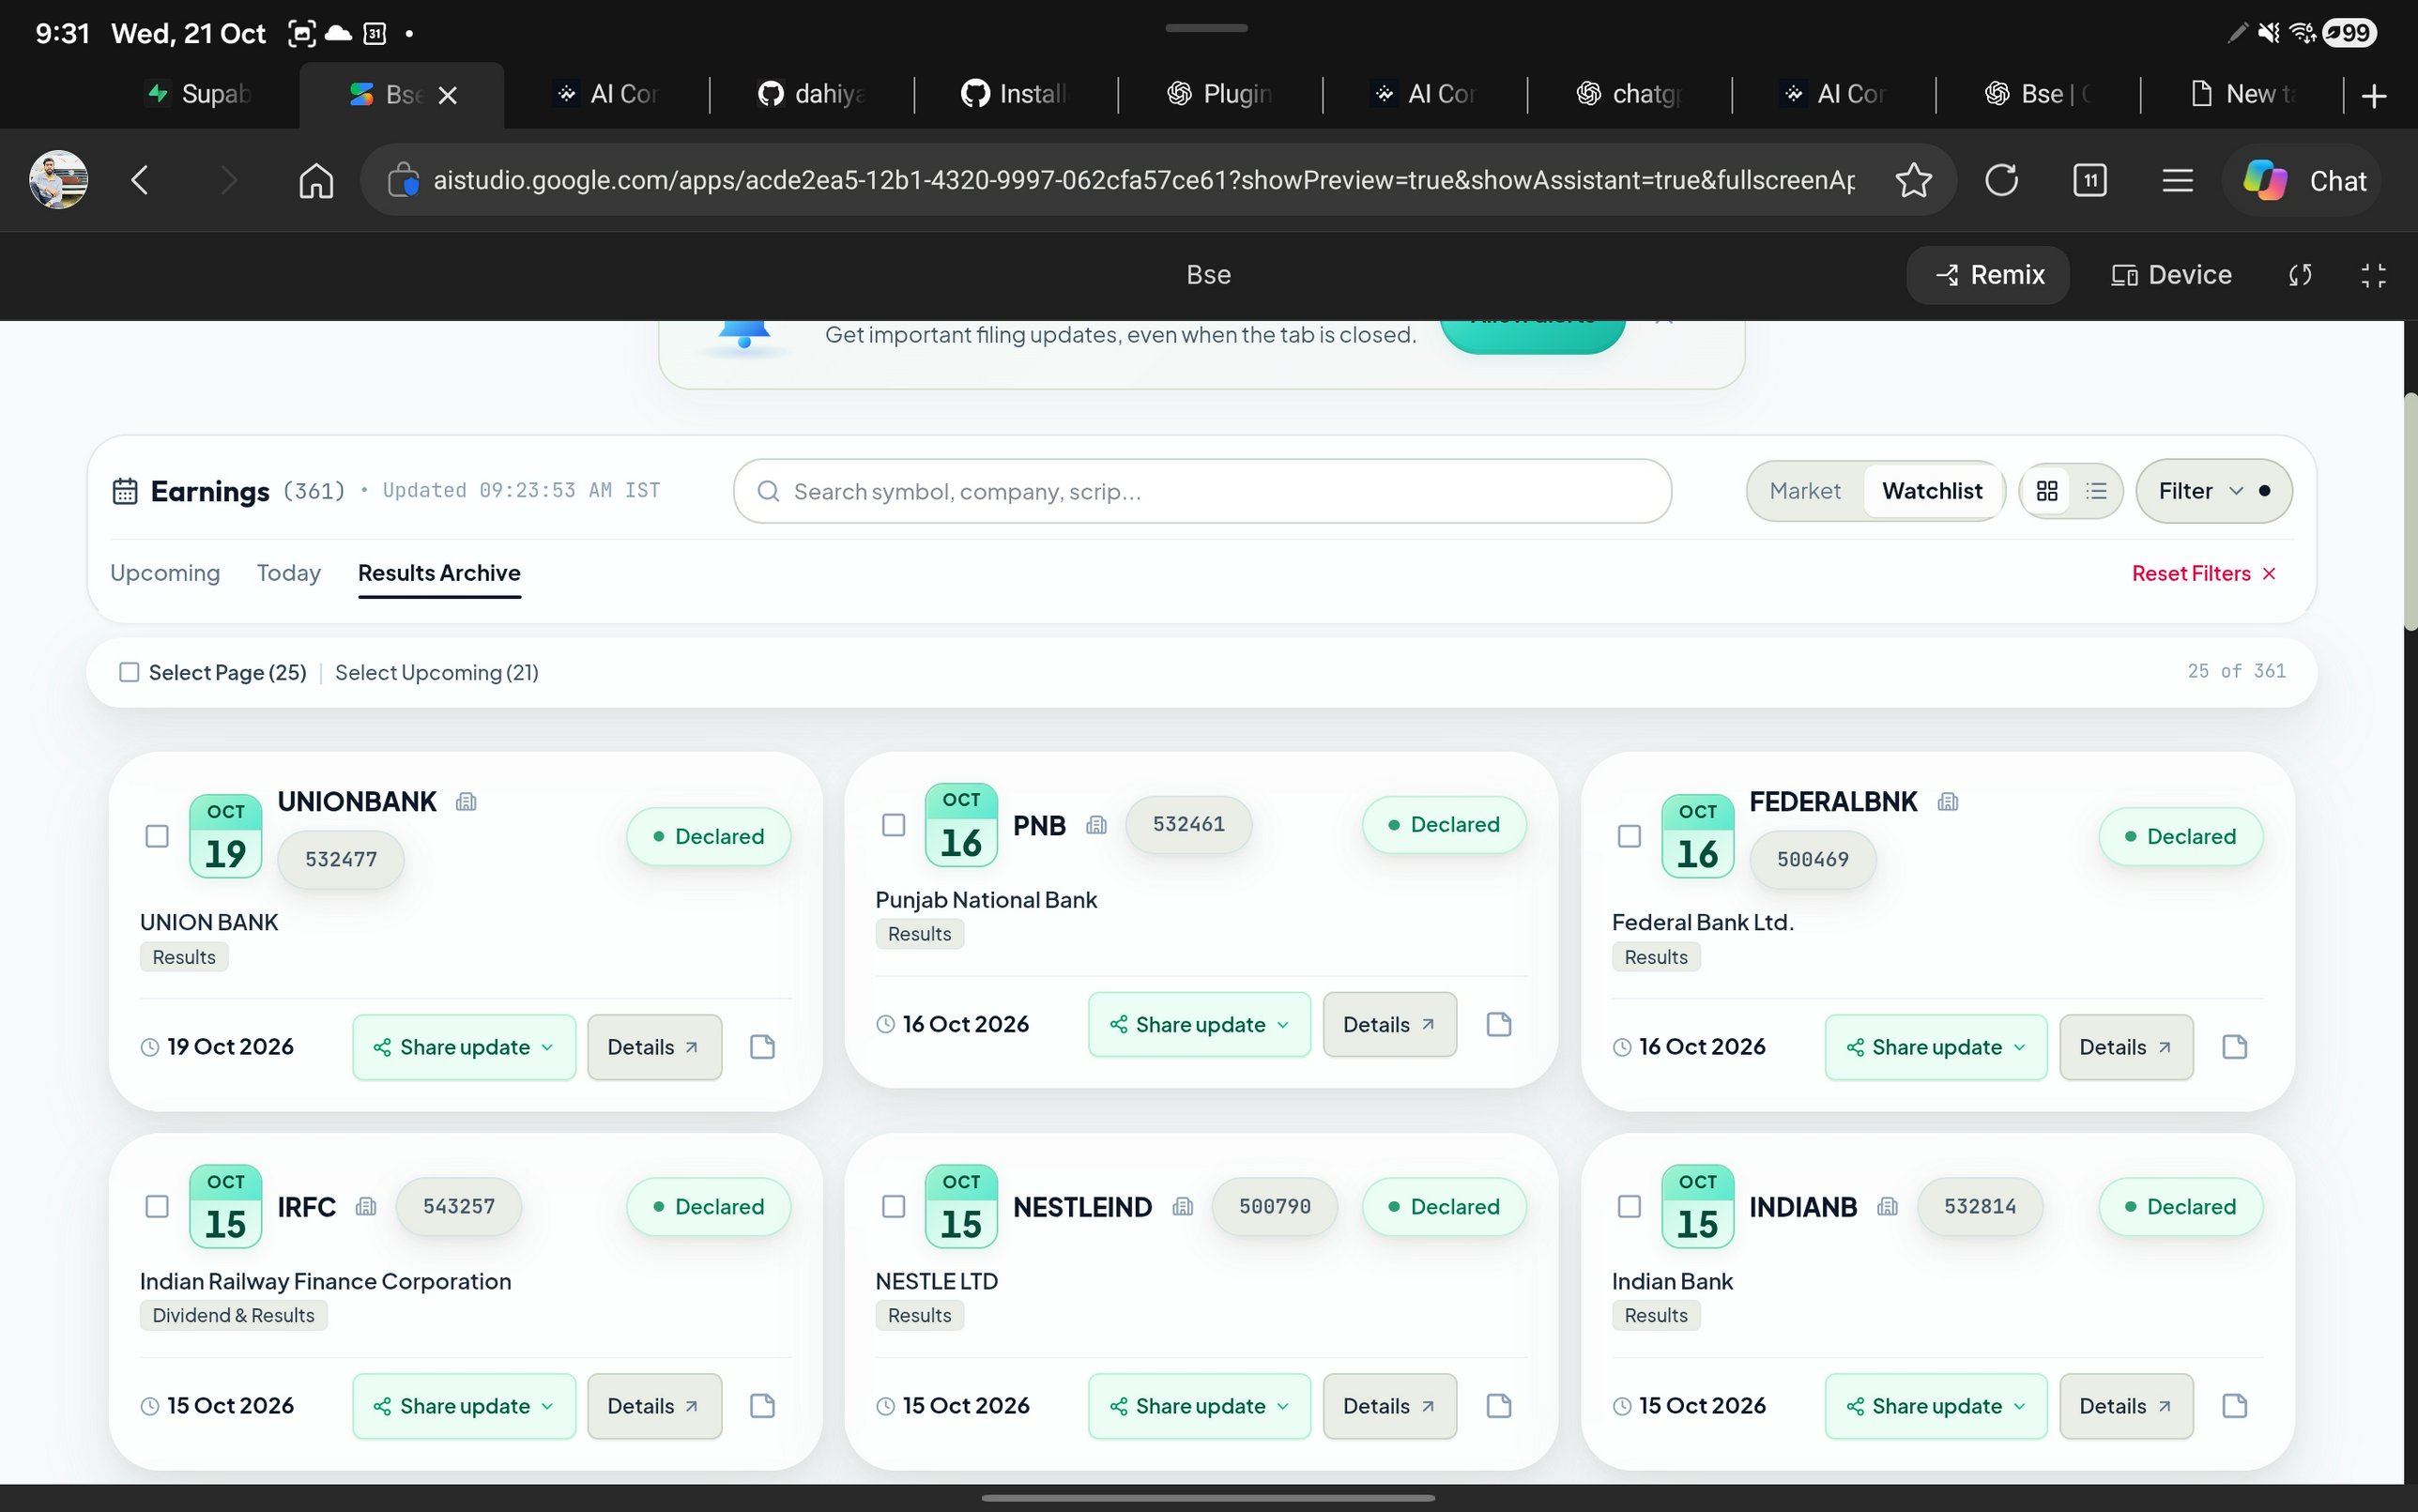 9:31 Wed, 21 Oct 31 99
Supab
Bse
AI Cor
dahiya
Install
Plugin
AI Cor
chatgp
AI Cor
Bse | C
New ta
aistudio.google.com/apps/acde2ea5-12b1-4320-9997-062cfa57ce61?showPreview=true&showAssistant=true&fullscreenAp
11
Chat
Bse
Remix
Device
Get important filing updates, even when the tab is closed.
Earnings (361) • Updated 09:23:53 AM IST
Search symbol, company, scrip...
Market
Watchlist
Filter
Upcoming
Today
Results Archive
Reset Filters ×
Select Page (25) | Select Upcoming (21)
25 of 361
OCT
19
UNIONBANK
532477
Declared
UNION BANK
Results
19 Oct 2026
Share update
Details
OCT
16
PNB
532461
Declared
Punjab National Bank
Results
16 Oct 2026
Share update
Details
OCT
16
FEDERALBNK
500469
Declared
Federal Bank Ltd.
Results
16 Oct 2026
Share update
Details
OCT
15
IRFC
543257
Declared
Indian Railway Finance Corporation
Dividend & Results
15 Oct 2026
Share update
Details
OCT
15
NESTLEIND
500790
Declared
NESTLE LTD
Results
15 Oct 2026
Share update
Details
OCT
15
INDIANB
532814
Declared
Indian Bank
Results
15 Oct 2026
Share update
Details